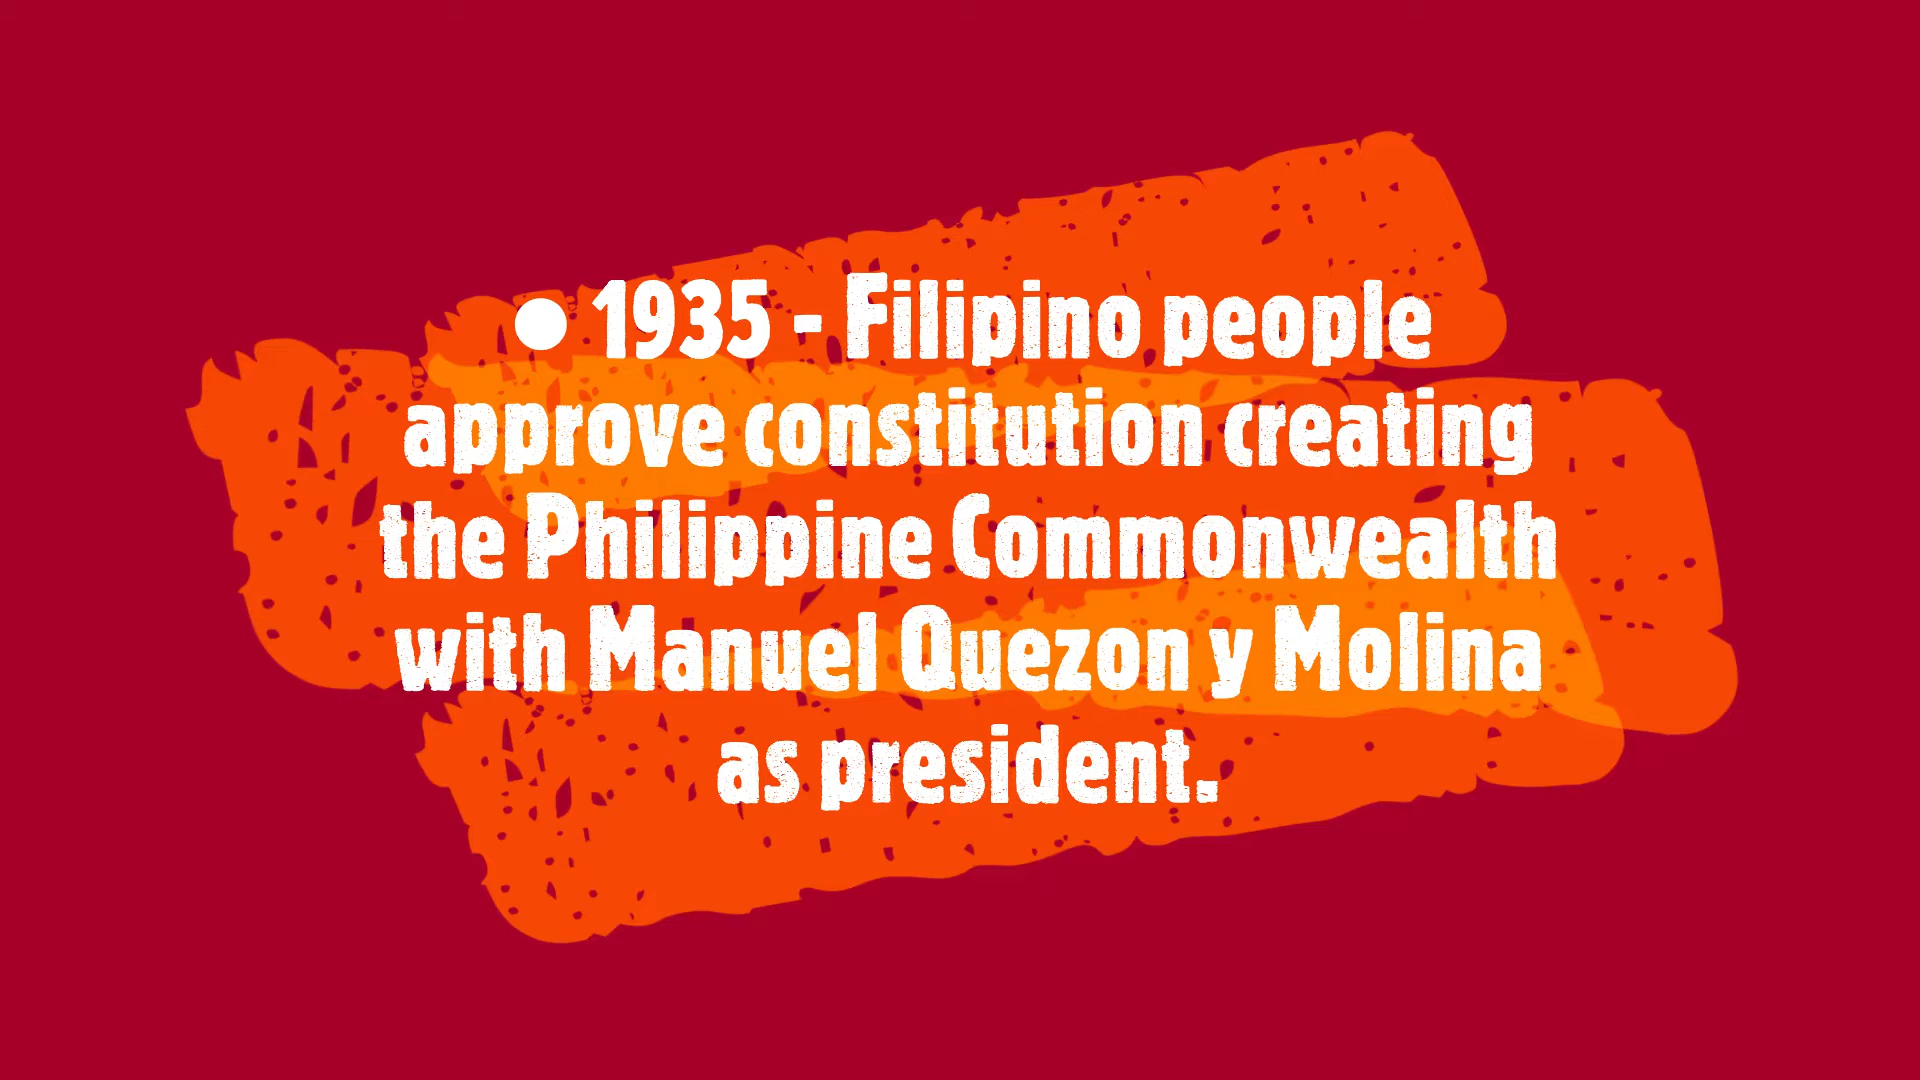 • 1935 - Filipino people
approve constitution creating
the Philippine Commonwealth
with Manuel Quezon y Molina
as president.